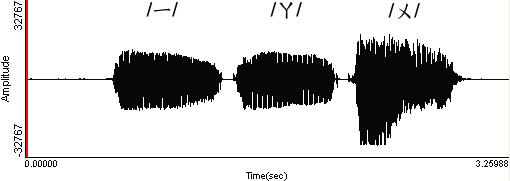 /ㄧ/ /ㄚ/ /ㄨ/
32767
Amplitude
-32767
0.00000 3.25988
Time(sec)